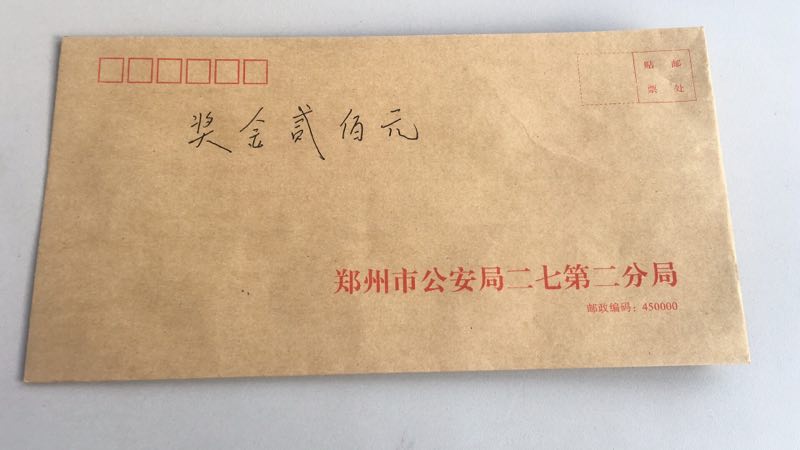 贴 邮
票 处
奖金贰佰元
郑州市公安局二七第二分局
邮政编码：450000